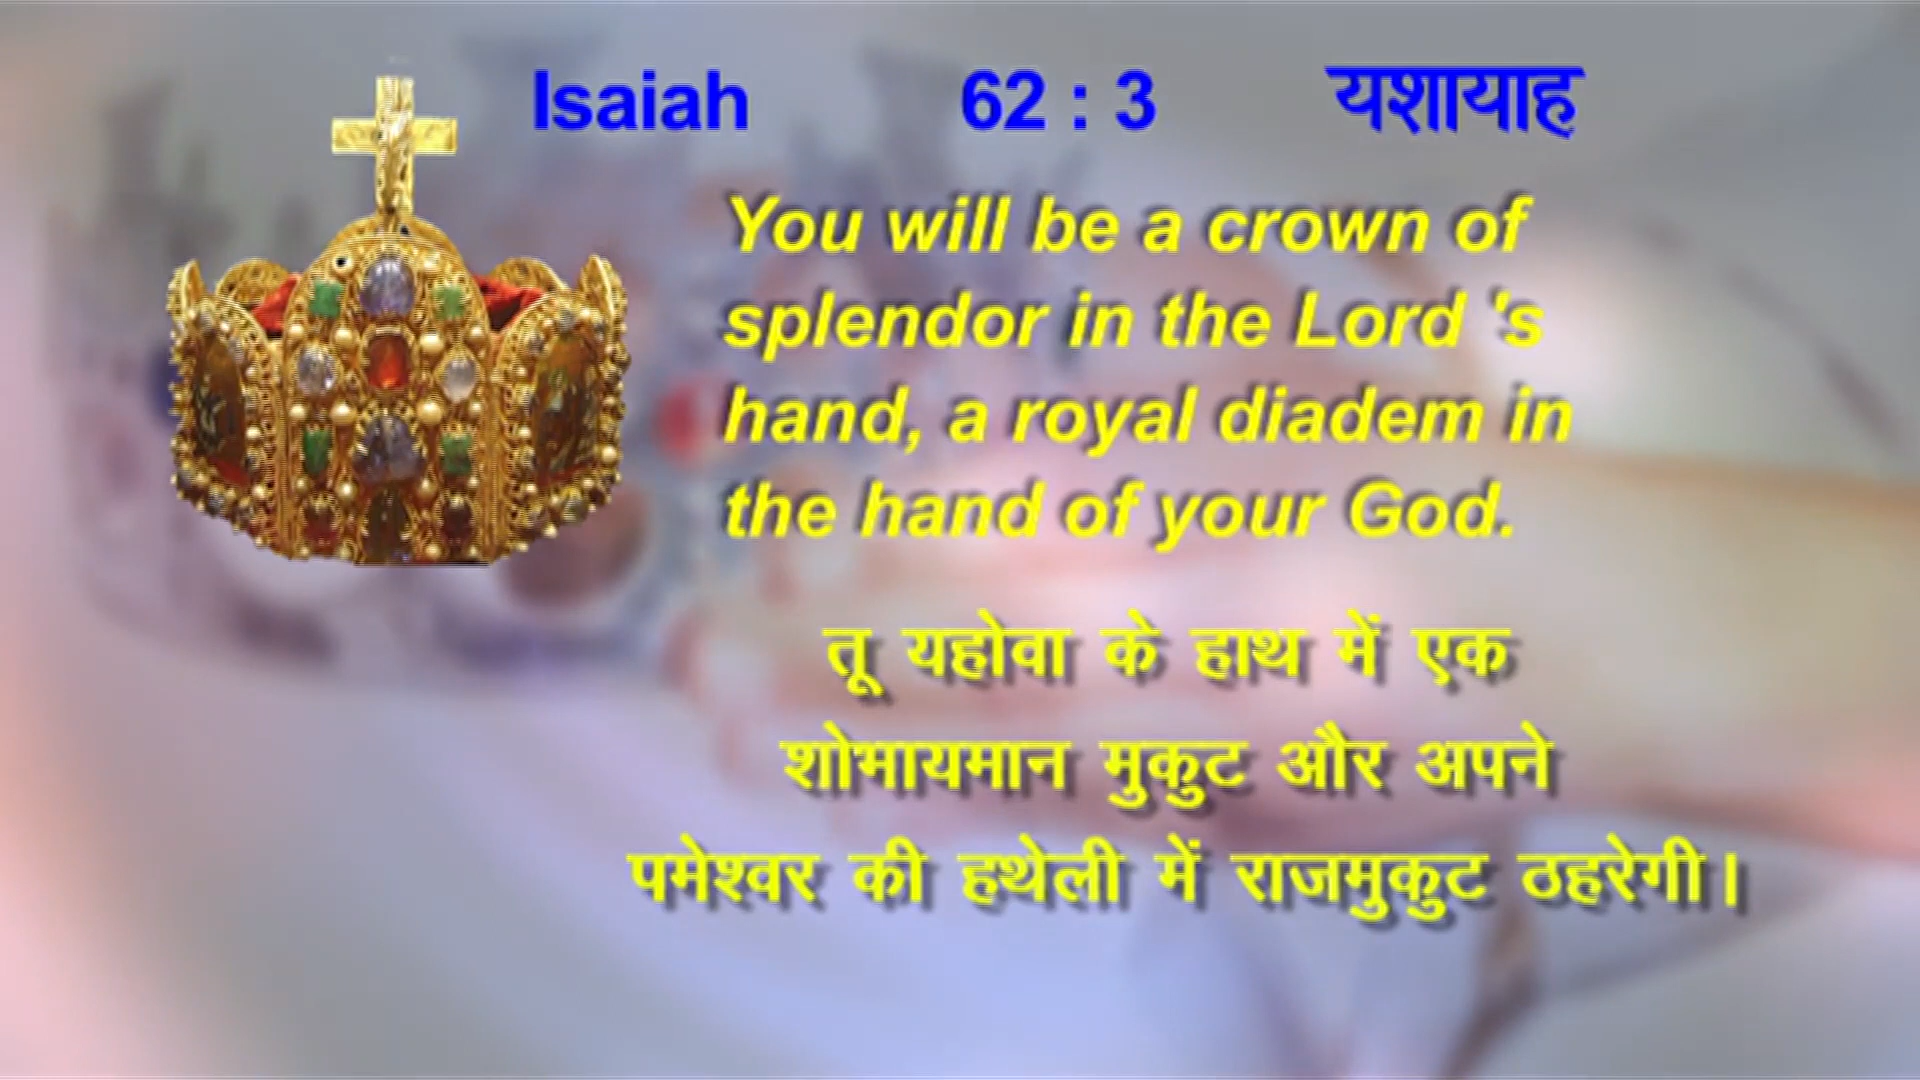 Isaiah 62 : 3 यशायाह
You will be a crown of
splendor in the Lord 's
hand, a royal diadem in
the hand of your God.
तू यहोवा के हाथ में एक
शोभायमान मुकुट और अपने
पमेश्वर की हथेली में राजमुकुट ठहरेगी।